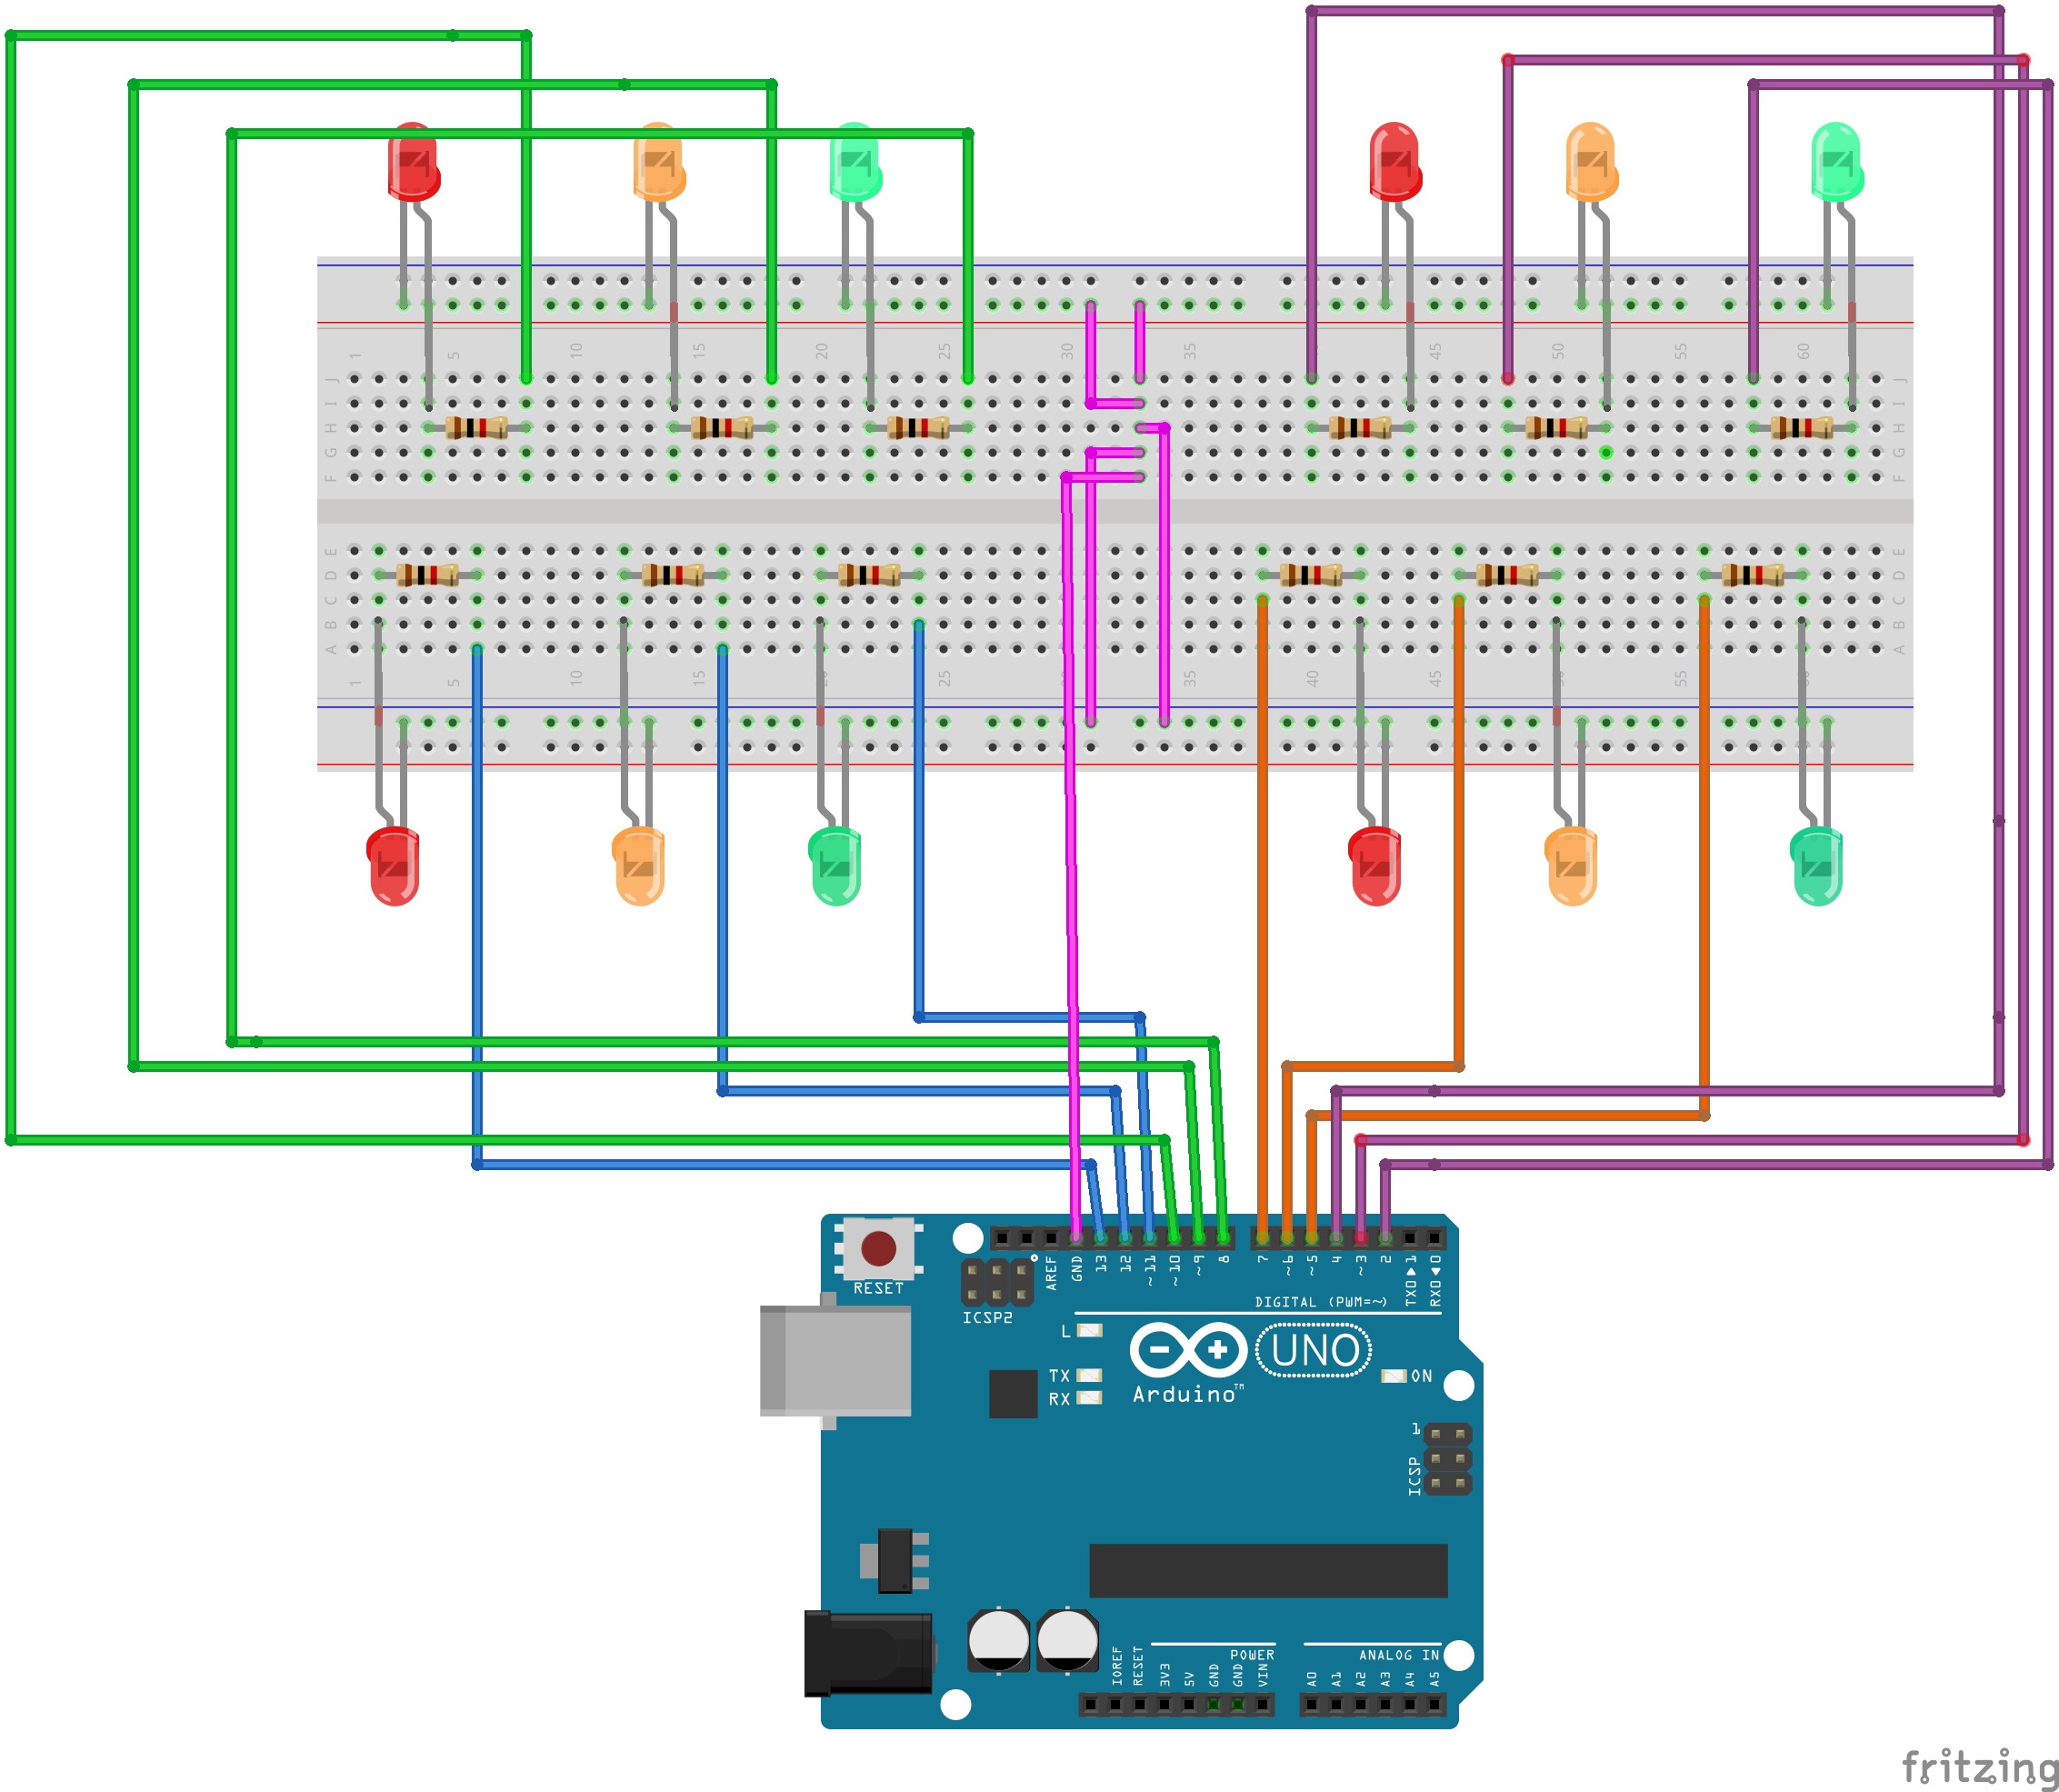 1 5 10 15 20 25 30 35 45 50 55 60
J J
I I
H H
G G
F F
E E
D D
C C
B B
A A
1 5 10 15 25 35 40 45 55
RESET
ICSP2
AREF
GND
13
12
~11
~10
~9
8
7
~6
~5
4
~3
2
TX0▶1
RX0◀0
DIGITAL (PWM=~)
L
TX
RX
UNO
Arduino™
ON
1
ICSP
IOREF
RESET
3V3
5V
GND
GND
VIN
POWER
A0
A1
A2
A3
A4
A5
ANALOG IN
fritzing